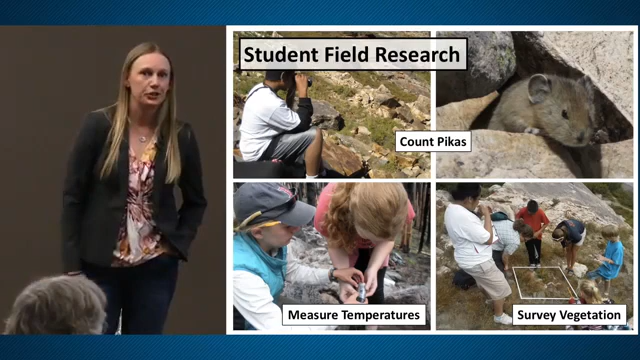 Student Field Research
Count Pikas
Measure Temperatures
Survey Vegetation